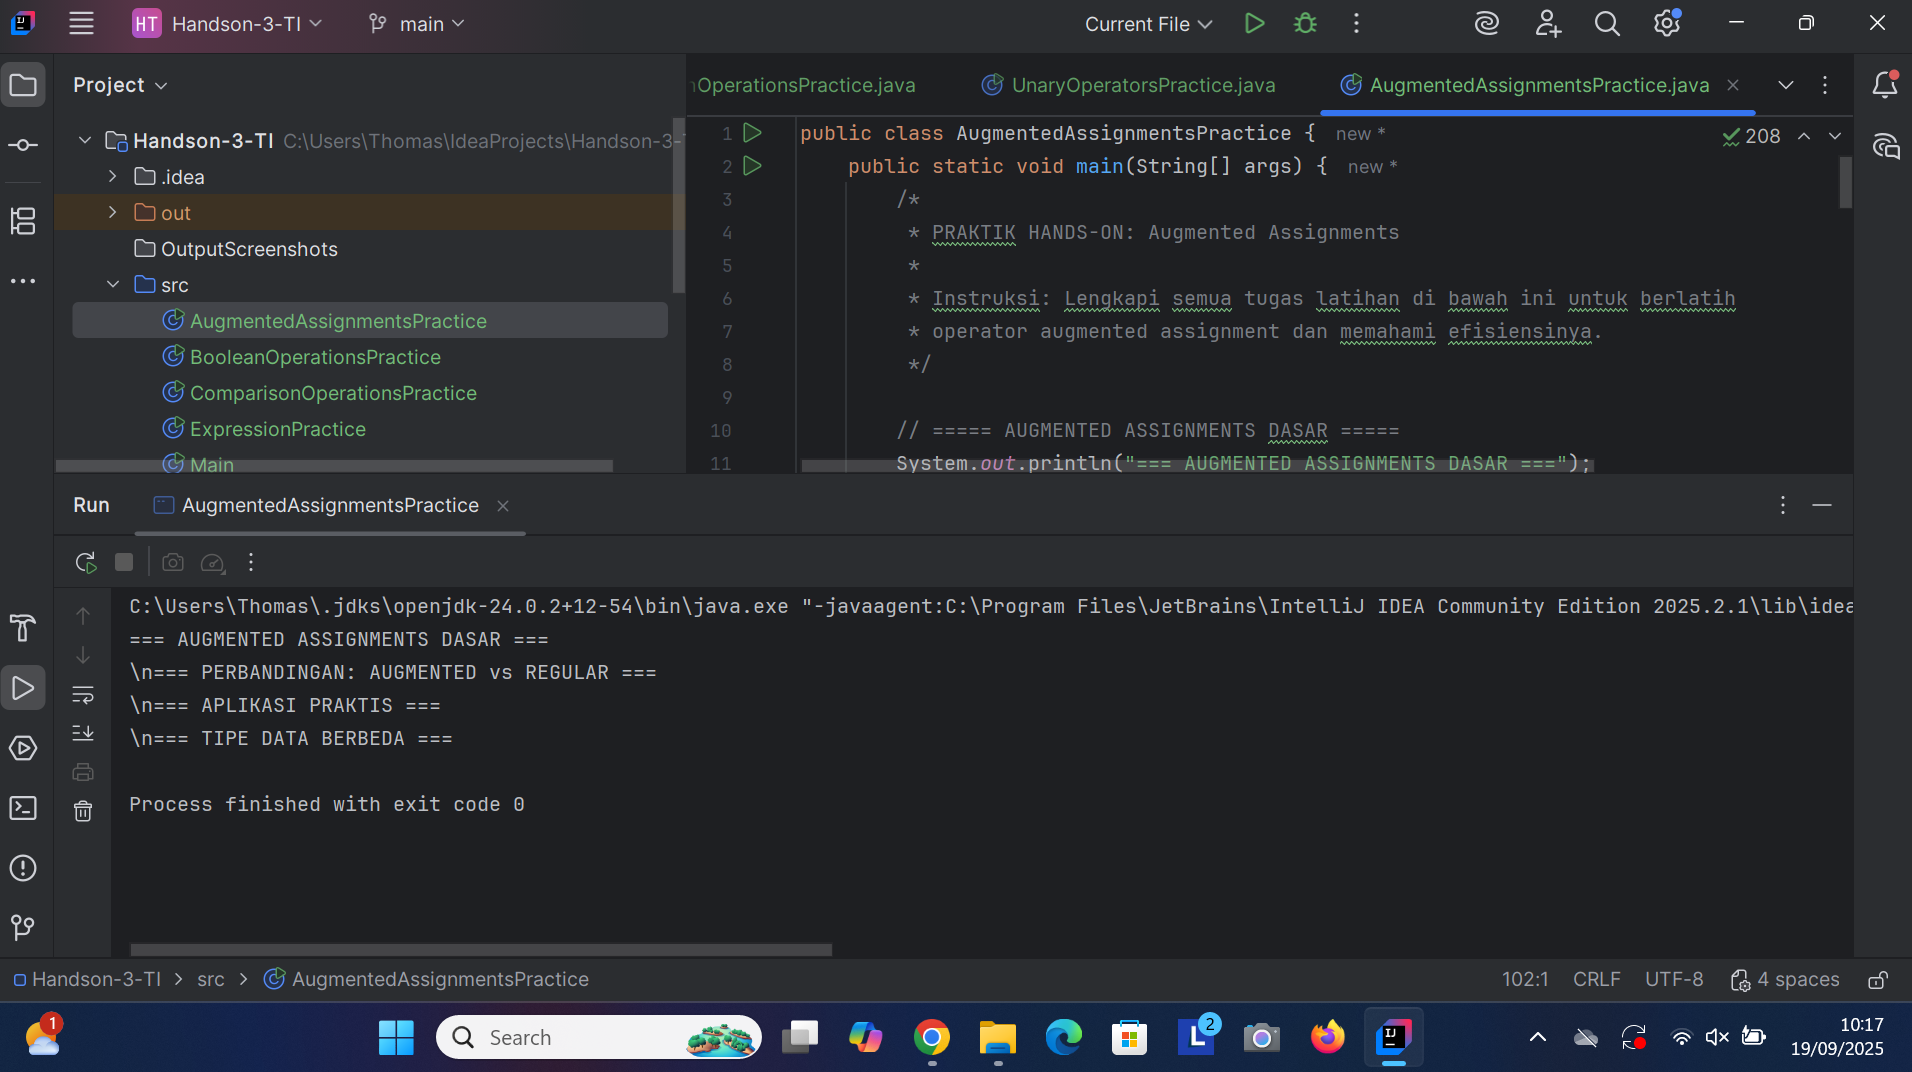 HT Handson-3-TI main Current File
Project
nOperationsPractice.java UnaryOperatorsPractice.java AugmentedAssignmentsPractice.java
Handson-3-TI C:\Users\Thomas\IdeaProjects\Handson-3-T
.idea
out
OutputScreenshots
src
AugmentedAssignmentsPractice
BooleanOperationsPractice
ComparisonOperationsPractice
ExpressionPractice
Main
208
1 public class AugmentedAssignmentsPractice { new *
2 public static void main(String[] args) { new *
3 /*
4 * PRAKTIK HANDS-ON: Augmented Assignments
5 *
6 * Instruksi: Lengkapi semua tugas latihan di bawah ini untuk berlatih
7 * operator augmented assignment dan memahami efisiensinya.
8 */
9
10 // ===== AUGMENTED ASSIGNMENTS DASAR =====
11 System.out.println("=== AUGMENTED ASSIGNMENTS DASAR ===");
Run AugmentedAssignmentsPractice
C:\Users\Thomas\.jdks\openjdk-24.0.2+12-54\bin\java.exe "-javaagent:C:\Program Files\JetBrains\IntelliJ IDEA Community Edition 2025.2.1\lib\idea
=== AUGMENTED ASSIGNMENTS DASAR ===
\n=== PERBANDINGAN: AUGMENTED vs REGULAR ===
\n=== APLIKASI PRAKTIS ===
\n=== TIPE DATA BERBEDA ===
Process finished with exit code 0
Handson-3-TI > src > AugmentedAssignmentsPractice 102:1 CRLF UTF-8 4 spaces
1 Search L 2 IJ 10:17
19/09/2025